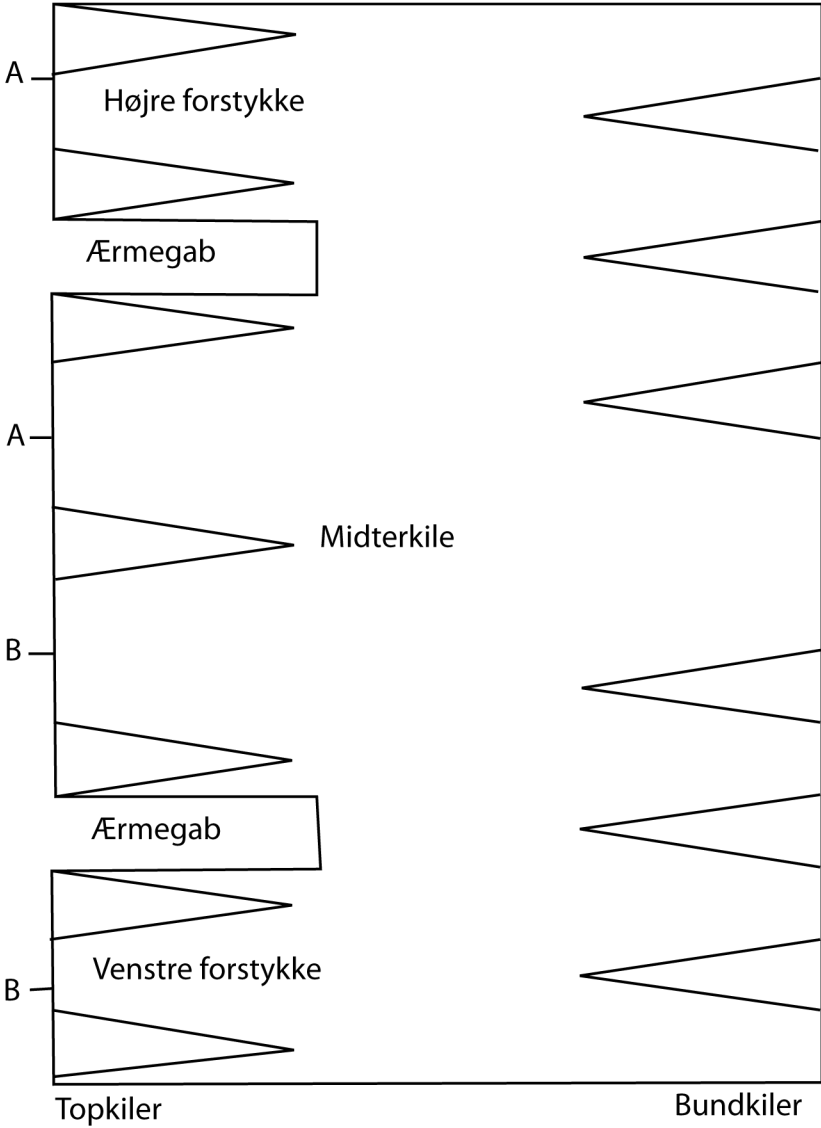 A
Højre forstykke
Ærmegab
A
Midterkile
B
Ærmegab
Venstre forstykke
B
Topkiler
Bundkiler